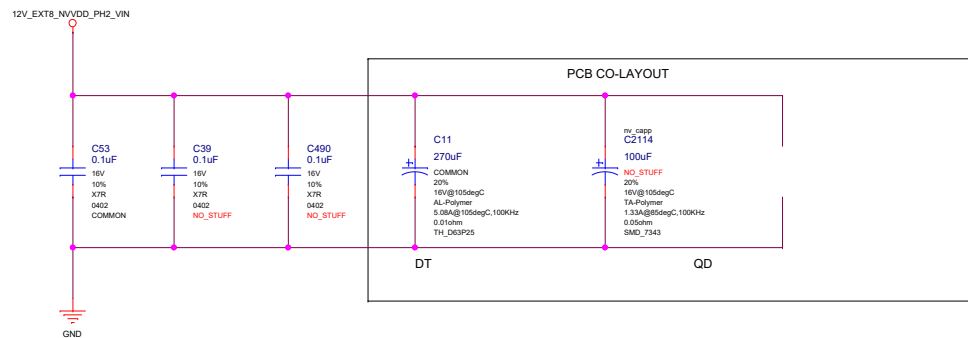 12V_EXT8_NVVDD_PH2_VIN
PCB CO-LAYOUT
C53
0.1uF
16V
10%
X7R
0402
COMMON
C39
0.1uF
16V
10%
X7R
0402
NO_STUFF
C490
0.1uF
16V
10%
X7R
0402
NO_STUFF
C11
270uF
COMMON
20%
16V@105degC
AL-Polymer
5.08A@105degC,100KHz
0.01ohm
TH_D63P25
nv_capp
C2114
100uF
NO_STUFF
20%
16V@105degC
TA-Polymer
1.33A@85degC,100KHz
0.05ohm
SMD_7343
DT
QD
GND